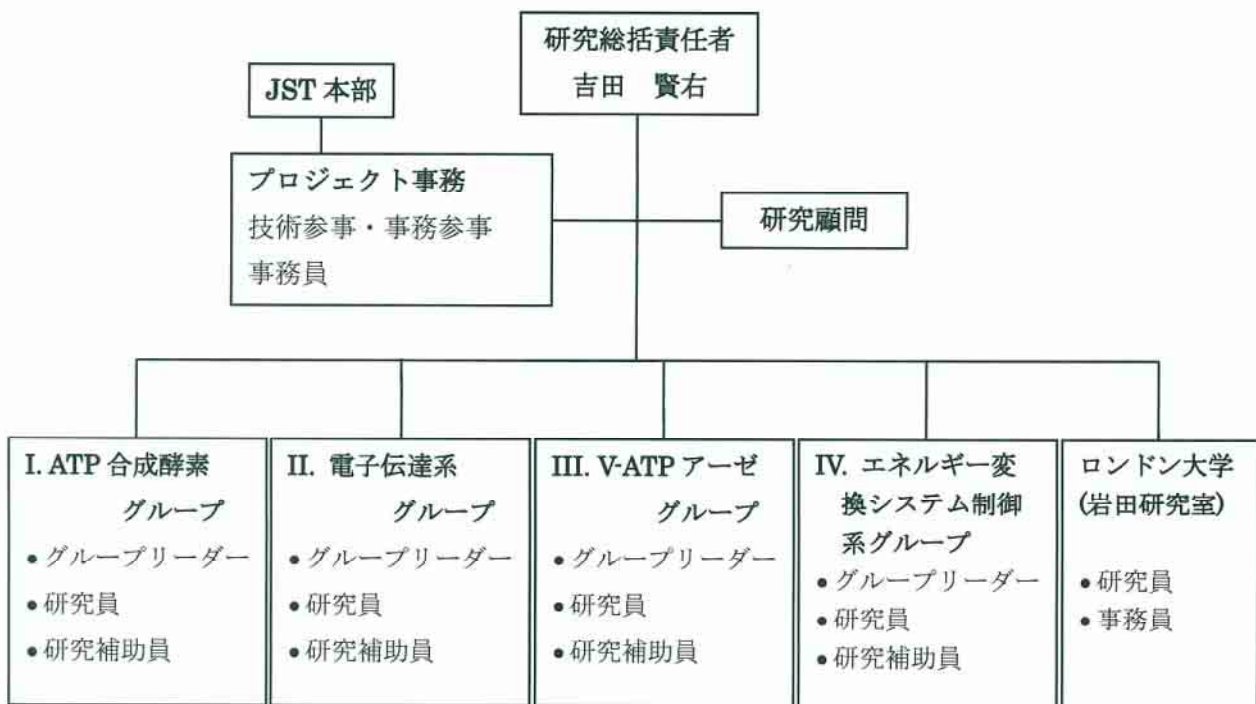 研究総括責任者
吉田 賢右
JST 本部
プロジェクト事務
技術参事・事務参事
事務員
研究顧問
I. ATP 合成酵素
グループ
• グループリーダー
• 研究員
• 研究補助員
II. 電子伝達系
グループ
• グループリーダー
• 研究員
• 研究補助員
III. V-ATP アーゼ
グループ
• グループリーダー
• 研究員
• 研究補助員
IV. エネルギー変
換システム制御
系グループ
• グループリーダー
• 研究員
• 研究補助員
ロンドン大学
(岩田研究室)
• 研究員
• 事務員